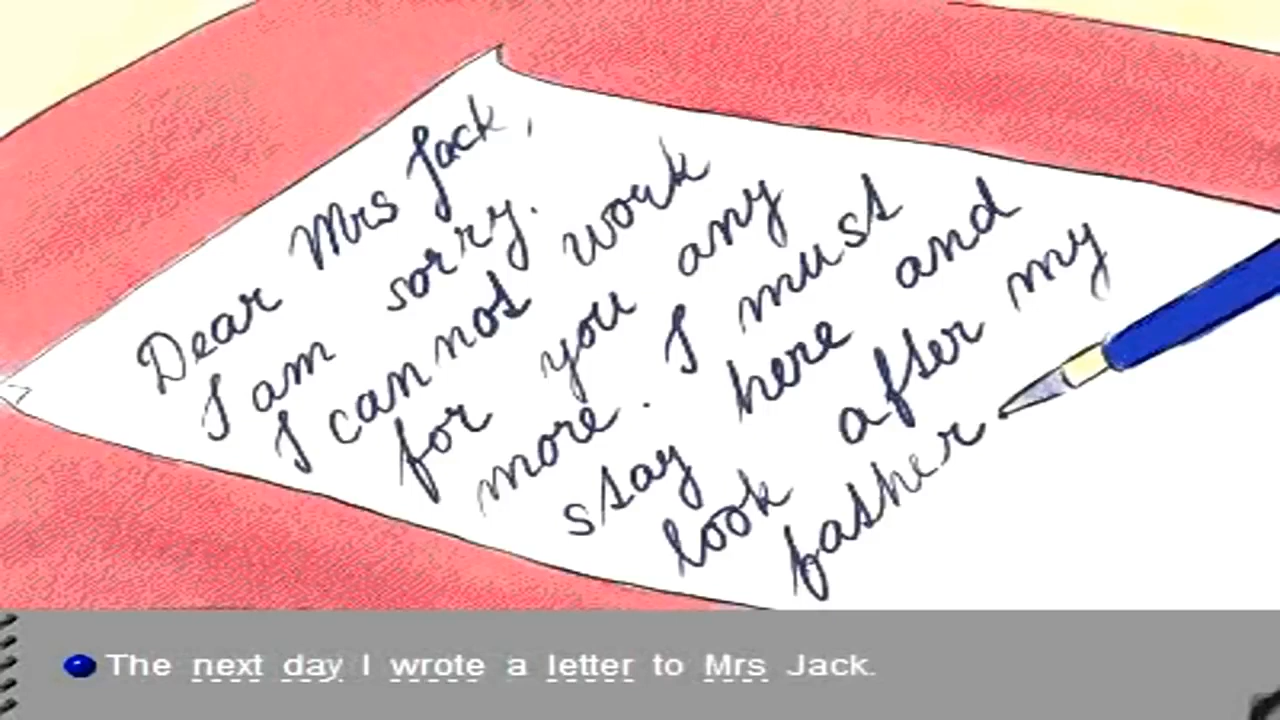 Dear Mrs Jack,
I am sorry.
I cannot work
for you any
more. I must
stay here and
look after my
father
The next day I wrote a letter to Mrs Jack.